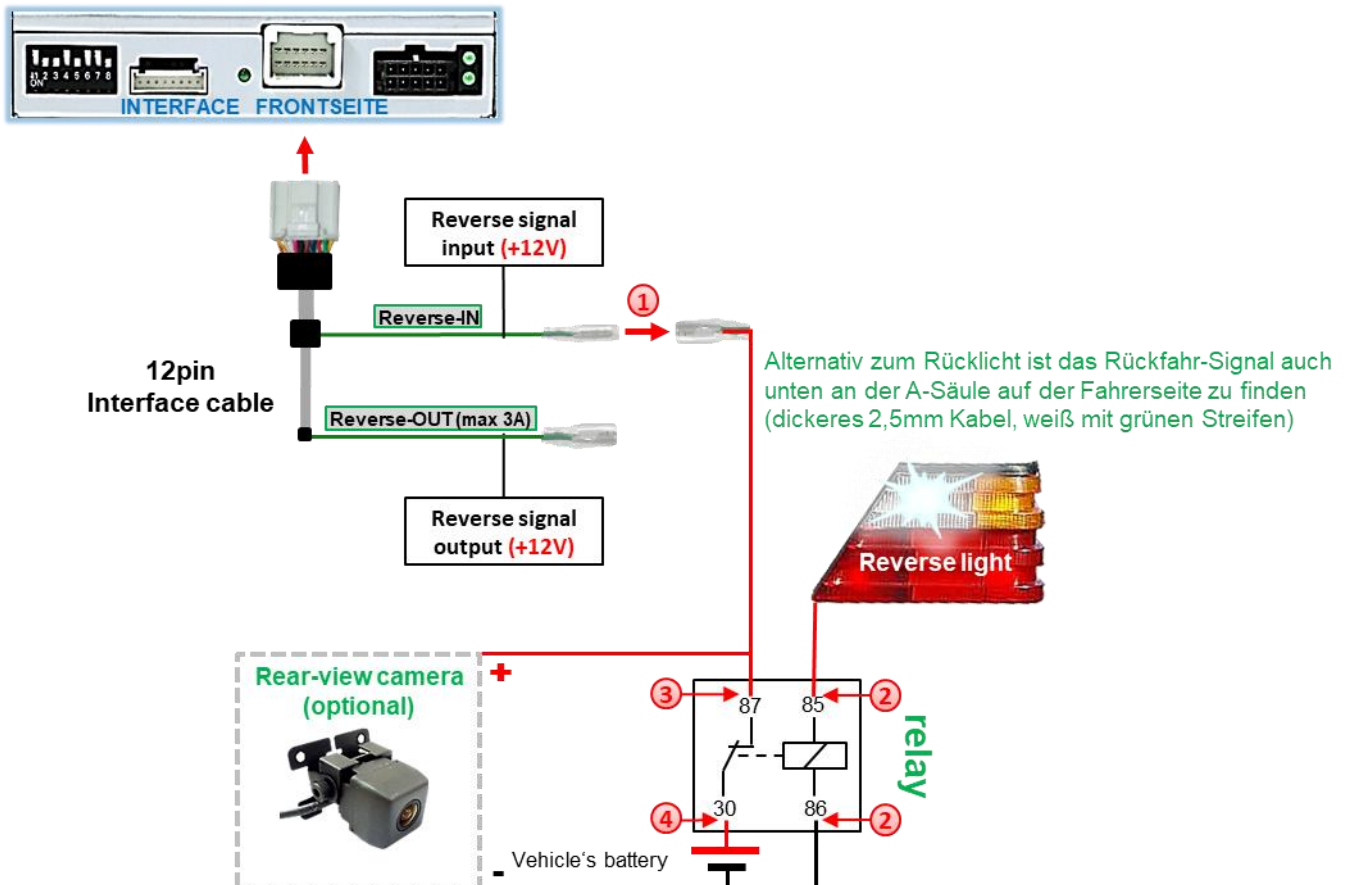 1 2 3 4 5 6 7 8
ON
INTERFACE FRONTSEITE
Reverse signal
input (+12V)
1
Reverse-IN
12pin
Interface cable
Reverse-OUT (max 3A)
Alternativ zum Rücklicht ist das Rückfahr-Signal auch
unten an der A-Säule auf der Fahrerseite zu finden
(dickeres 2,5mm Kabel, weiß mit grünen Streifen)
Reverse signal
output (+12V)
Reverse light
Rear-view camera
(optional)
+
3
87
85
2
relay
4
30
86
2
-
Vehicle‘s battery